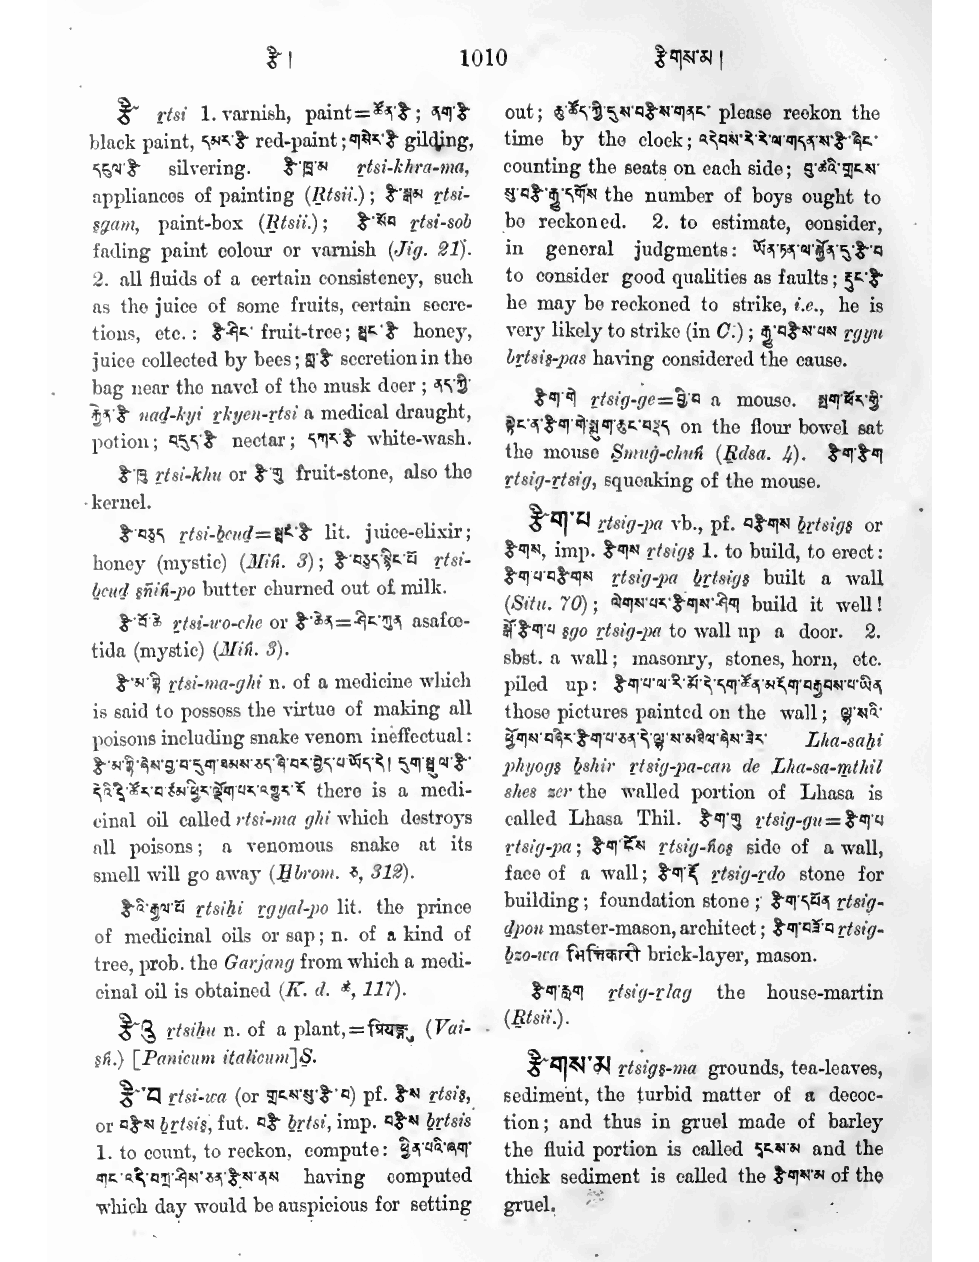 རྩི།
1010
རྩིགས་མ།
རྩི rtsi 1. varnish, paint=ཚོན་རྩི; ནག་རྩི
black paint, དམར་རྩི red-paint; གསེར་རྩི gilding,
དངུལ་རྩི silvering. རྩི་ཁྲ་མ rtsi-khra-ma,
appliances of painting (Rtsii.); རྩི་སྒམ rtsi-
sgam, paint-box (Rtsii.); རྩི་སོབ rtsi-sob
fading paint colour or varnish (Jig. 21).
2. all fluids of a certain consistency, such
as the juice of some fruits, certain secre-
tions, etc.: རྩི་ཤིང་ fruit-tree; སྦྲང་རྩི honey,
juice collected by bees; གླ་རྩི secretion in the
bag near the navel of the musk deer; ནད་ཀྱི་
རྐྱེན་རྩི nad-kyi rkyen-rtsi a medical draught,
potion; བདུད་རྩི nectar; དཀར་རྩི white-wash.
རྩི་ཁུ rtsi-khu or རྩི་གུ fruit-stone, also the
kernel.
རྩི་བཅུད rtsi-bcud=སྦྲང་རྩི lit. juice-elixir;
honey (mystic) (Miṅ. 3); རྩི་བཅུད་སྙིང་པོ rtsi-
bcud sñiṅ-po butter churned out of milk.
རྩི་བོ་ཆེ rtsi-wo-che or རྩི་ཆེན=ཤིང་ཀུན asafœ-
tida (mystic) (Miṅ. 3).
རྩི་མ་གྷི rtsi-ma-ghi n. of a medicine which
is said to possess the virtue of making all
poisons including snake venom ineffectual:
རྩི་མ་གྷི་ཞེས་བྱ་བ་དུག་ཐམས་ཅད་ཞི་བར་བྱེད་པ་ཡོད་དེ། དུག་སྦྲུལ་རྩི་
དེའི་དྲི་ཚོར་བ་ཙམ་ཕྱིར་ལྡོག་པར་འགྱུར་རོ there is a medi-
cinal oil called rtsi-ma ghi which destroys
all poisons; a venomous snake at its
smell will go away (Hbrom. ཅ, 312).
རྩིའི་རྒྱལ་པོ rtsihi rgyal-po lit. the prince
of medicinal oils or sap; n. of a kind of
tree, prob. the Garjang from which a medi-
cinal oil is obtained (K. d. *, 117).
རྩིའུ rtsihu n. of a plant,=प्रियङ्गु (Vai-
sṅ.) [Panicum italicum]S.
རྩི་བ rtsi-wa (or གྲངས་སུ་རྩི་བ) pf. རྩིས rtsis,
or བརྩིས brtsis, fut. བརྩི brtsi, imp. བརྩིས brtsis
1. to count, to reckon, compute: ཕྱིན་པའི་ཞག་
གང་འདི་བཀྲ་ཤིས་ཅན་རྩིས་ནས having computed
which day would be auspicious for setting
out; ཆུ་ཚོད་ཀྱི་དུས་བརྩིས་གནང་ please reckon the
time by the clock; བདེབས་རེ་རེ་ལ་གདན་ས་རྩི་ཞིང་
counting the seats on each side; བུ་ཚའི་གྲངས་
སུ་བརྩི་རྒྱུ་དགོས the number of boys ought to
be reckoned. 2. to estimate, consider,
in general judgments: ཡོན་ཏན་ལ་སྐྱོན་དུ་རྩི་བ
to consider good qualities as faults; དུང་རྩི
he may be reckoned to strike, i.e., he is
very likely to strike (in C.); རྒྱུ་བརྩིས་པས rgyu
brtsis-pas having considered the cause.
རྩིག་གེ rtsig-ge=བྱི་བ a mouse. སྨག་ཛོར་གྱི་
སྟེང་ན་རྩིག་གེ་སྨུག་ཆུང་བསྡད on the flour bowel sat
the mouse Smug-chuṅ (Rdsa. 4). རྩིག་རྩིག
rtsig-rtsig, squeaking of the mouse.
རྩིག་པ rtsig-pa vb., pf. བརྩིགས brtsigs or
རྩིགས, imp. རྩིགས rtsigs 1. to build, to erect:
རྩིག་པ་བརྩིགས rtsig-pa brtsigs built a wall
(Situ. 70); ལེགས་པར་རྩིགས་ཤིག build it well!
སྒོ་རྩིག་པ sgo rtsig-pa to wall up a door. 2.
sbst. a wall; masonry, stones, horn, etc.
piled up: རྩིག་པ་ལ་རི་མོ་དེ་དག་ཚོན་མདོག་བརྒྱབས་པ་ཡིན
those pictures painted on the wall; ལྷ་སའི་
ཕྱོགས་བཞིར་རྩིག་པ་ཅན་དེ་ལྷ་ས་མཐིལ་ཞེས་ཟེར་ Lha-saḥi
phyogs bshir rtsig-pa-can de Lha-sa-mthil
shes zer the walled portion of Lhasa is
called Lhasa Thil. རྩིག་གུ rtsig-gu=རྩིག་པ
rtsig-pa; རྩིག་ངོས rtsig-ṅos side of a wall,
face of a wall; རྩིག་རྡོ rtsig-rdo stone for
building; foundation stone; རྩིག་དཔོན rtsig-
dpon master-mason, architect; རྩིག་བཟོ་བ rtsig-
bzo-wa भित्तिकारी brick-layer, mason.
རྩིག་རླག rtsig-rlag the house-martin
(Rtsii.).
རྩིགས་མ rtsigs-ma grounds, tea-leaves,
sediment, the turbid matter of a decoc-
tion; and thus in gruel made of barley
the fluid portion is called དྭངས་མ and the
thick sediment is called the རྩིགས་མ of the
gruel.